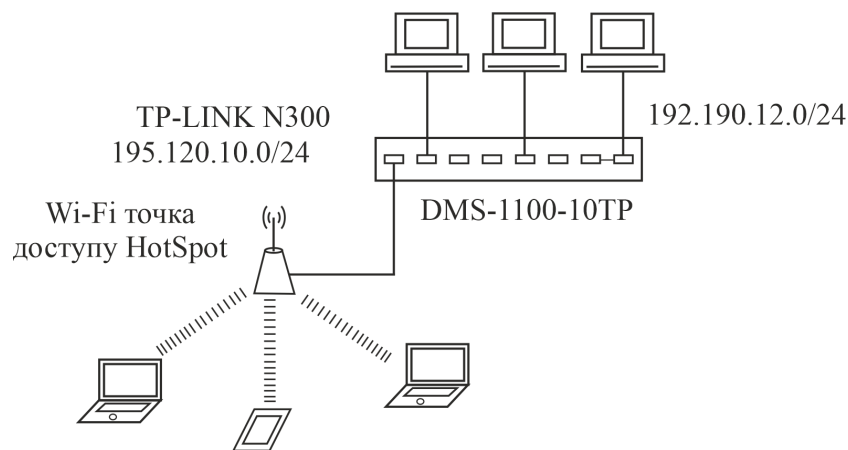 TP-LINK N300
195.120.10.0/24
192.190.12.0/24
DMS-1100-10TP
Wi-Fi точка
доступу HotSpot